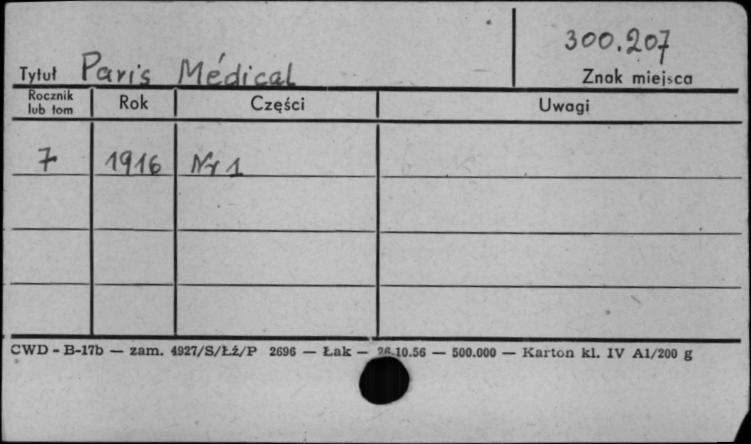 300.207
Tytuł Paris Médical Znak miejsca
Rocznik lub tom Rok Części Uwagi
7 1916 Nr 1
CWD - B-17b — zam. 4927/S/Łż/P 2696 — Łak — 26.10.56 — 500.000 — Karton kl. IV A1/200 g